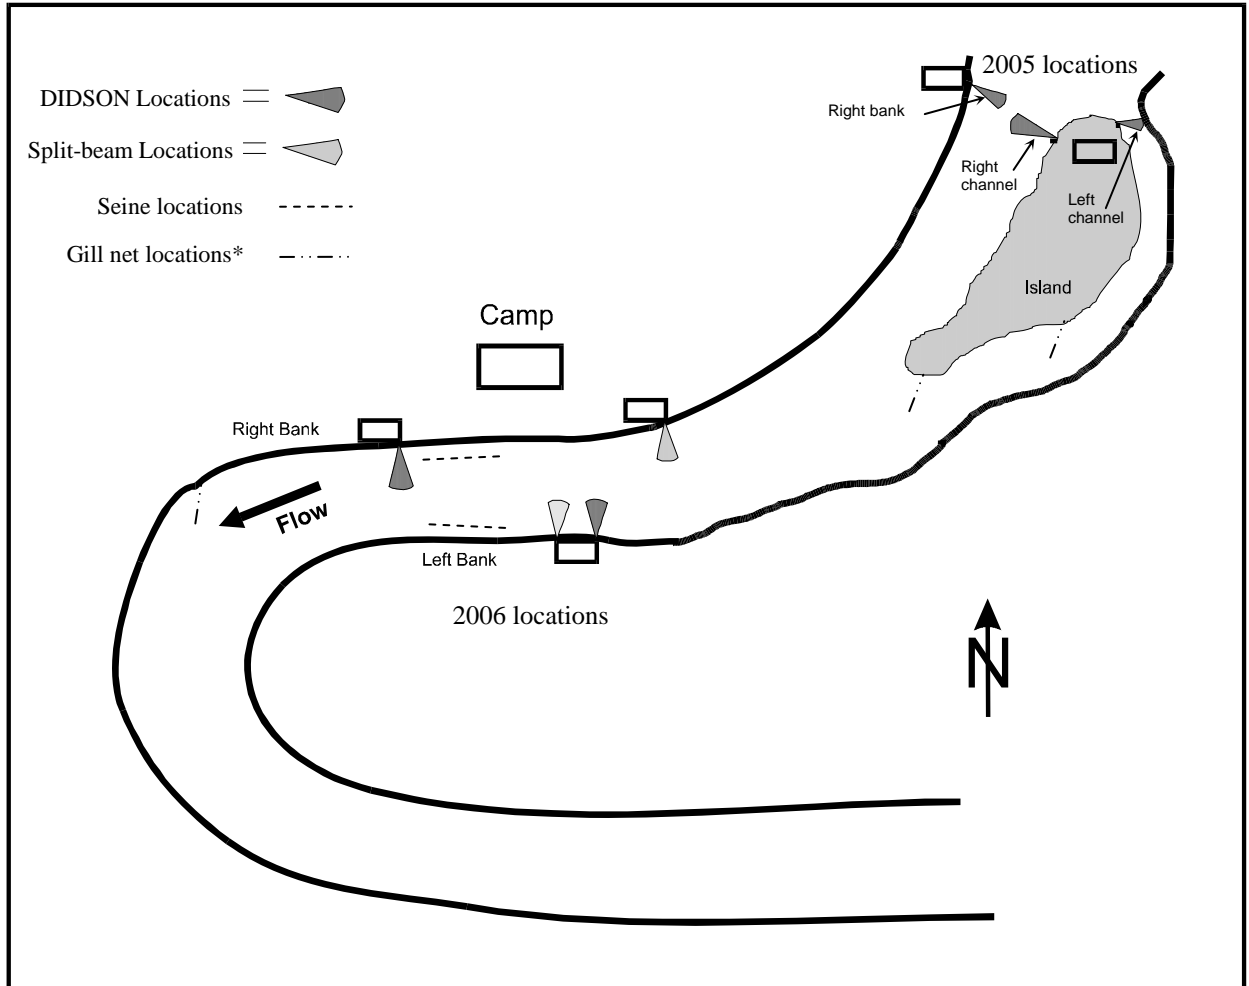 2005 locations
DIDSON Locations
Right bank
Split-beam Locations
Right
channel
Seine locations
Left
channel
Gill net locations*
Island
Camp
Right Bank
Flow
Left Bank
2006 locations
N